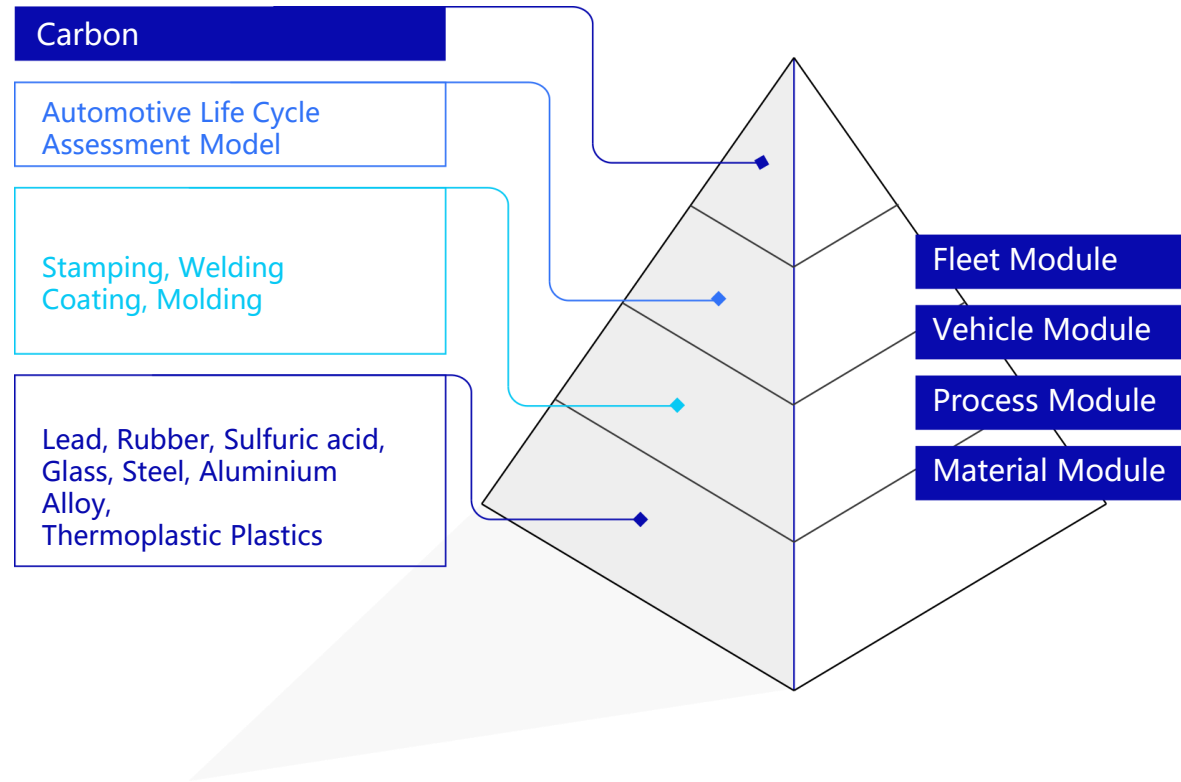 Carbon
Automotive Life Cycle
Assessment Model
Stamping, Welding
Coating, Molding
Lead, Rubber, Sulfuric acid,
Glass, Steel, Aluminium
Alloy,
Thermoplastic Plastics
Fleet Module
Vehicle Module
Process Module
Material Module